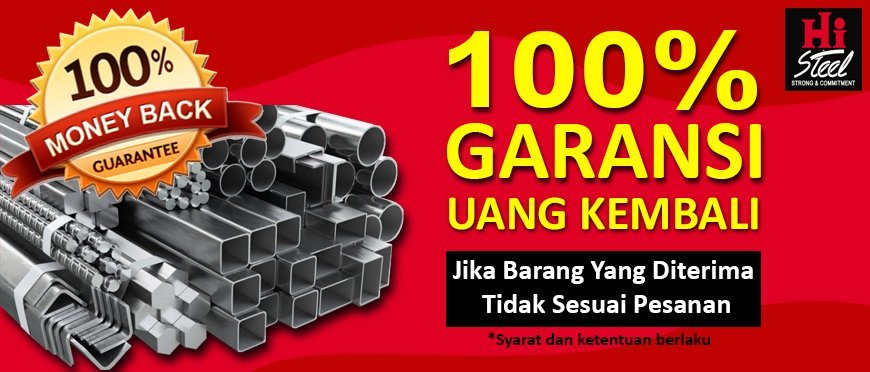 100%
MONEY BACK
GUARANTEE
100%
GARANSI
UANG KEMBALI
Jika Barang Yang Diterima
Tidak Sesuai Pesanan
*Syarat dan ketentuan berlaku
Hi
Steel
STRONG & COMMITMENT